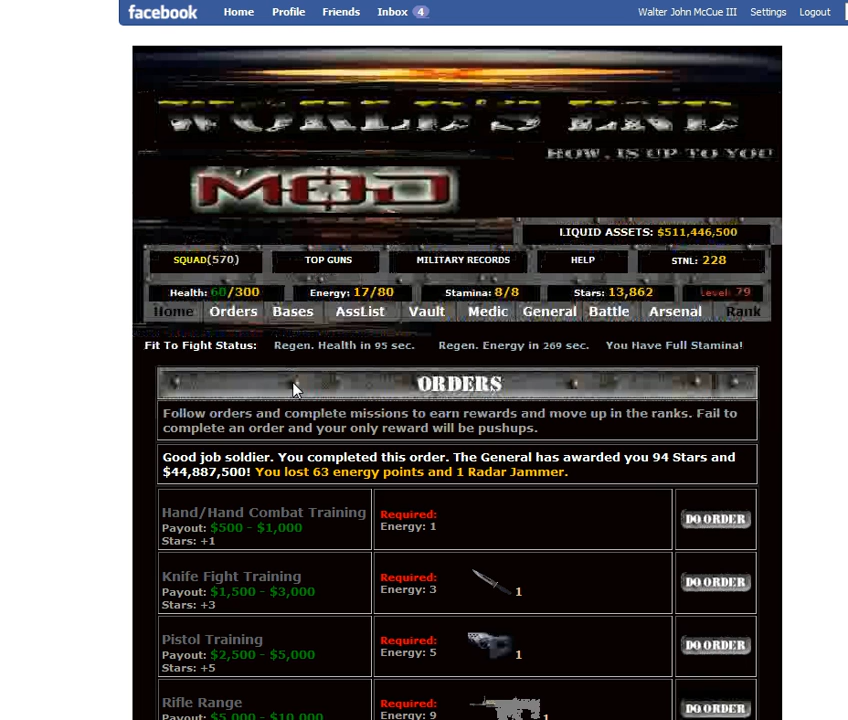 facebook Home Profile Friends Inbox 4 Walter John McCue III Settings Logout
WORLD'S END
HOW, IS UP TO YOU
MOD
LIQUID ASSETS: $511,446,500
SQUAD(570) TOP GUNS MILITARY RECORDS HELP STNL: 228
Health: 60/300 Energy: 17/80 Stamina: 8/8 Stars: 13,862 Level: 79
Home Orders Bases AssList Vault Medic General Battle Arsenal Rank
Fit To Fight Status: Regen. Health in 95 sec. Regen. Energy in 269 sec. You Have Full Stamina!
ORDERS
Follow orders and complete missions to earn rewards and move up in the ranks. Fail to
complete an order and your only reward will be pushups.
Good job soldier. You completed this order. The General has awarded you 94 Stars and
$44,887,500! You lost 63 energy points and 1 Radar Jammer.
Hand/Hand Combat Training
Payout: $500 - $1,000
Stars: +1
Required:
Energy: 1
DO ORDER
Knife Fight Training
Payout: $1,500 - $3,000
Stars: +3
Required:
Energy: 3
1
DO ORDER
Pistol Training
Payout: $2,500 - $5,000
Stars: +5
Required:
Energy: 5
1
DO ORDER
Rifle Range
Payout: $5,000 - $10,000
Required:
Energy: 9
1
DO ORDER